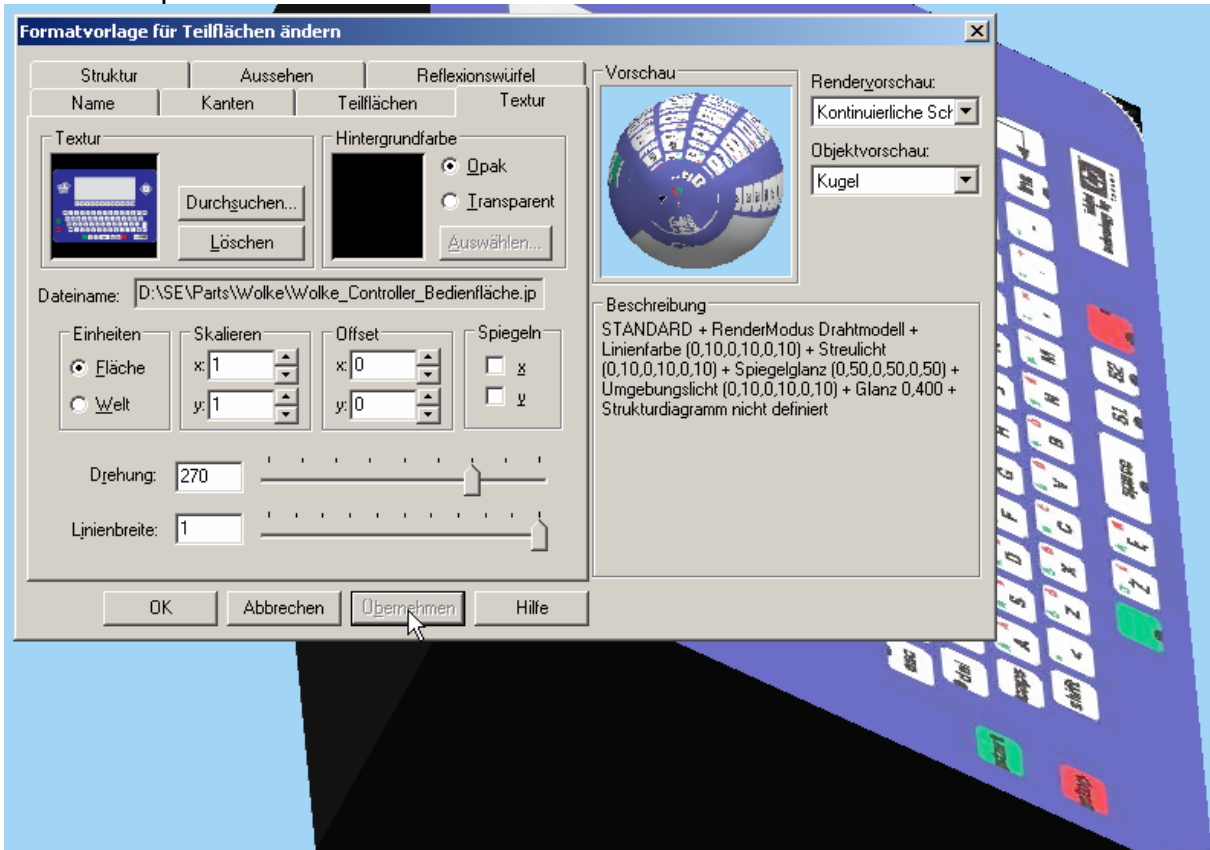 Formatvorlage für Teilflächen ändern
Struktur
Aussehen
Reflexionswürfel
Name
Kanten
Teilflächen
Textur
Textur
Durchsuchen...
Löschen
Hintergrundfarbe
Opak
Transparent
Auswählen...
Dateiname: D:\SE\Parts\Wolke\Wolke_Controller_Bedienfläche.jp
Einheiten
Fläche
Welt
Skalieren
x: 1
y: 1
Offset
x: 0
y: 0
Spiegeln
x
y
Drehung: 270
Linienbreite: 1
OK
Abbrechen
Übernehmen
Hilfe
Vorschau
Rendervorschau:
Kontinuierliche Sch
Objektvorschau:
Kugel
Beschreibung
STANDARD + RenderModus Drahtmodell +
Linienfarbe (0,10,0,10,0,10) + Streulicht
(0,10,0,10,0,10) + Spiegelglanz (0,50,0,50,0,50) +
Umgebungslicht (0,10,0,10,0,10) + Glanz 0,400 +
Strukturdiagramm nicht definiert